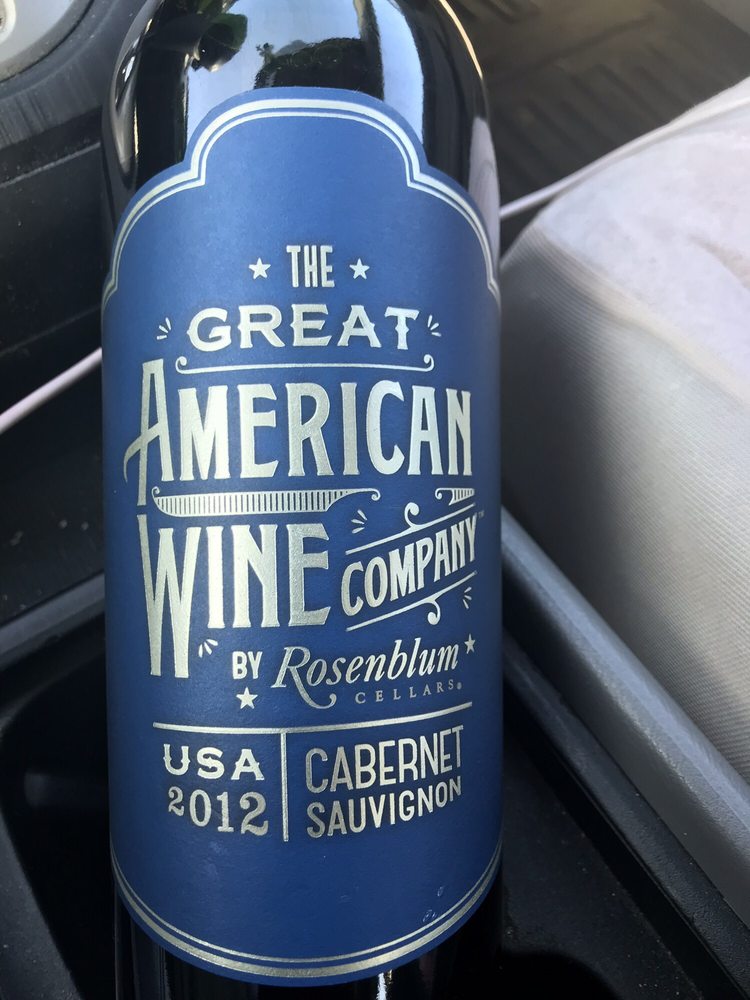 THE
GREAT
AMERICAN
WINE COMPANY™
BY Rosenblum
CELLARS®
USA
2012
CABERNET
SAUVIGNON